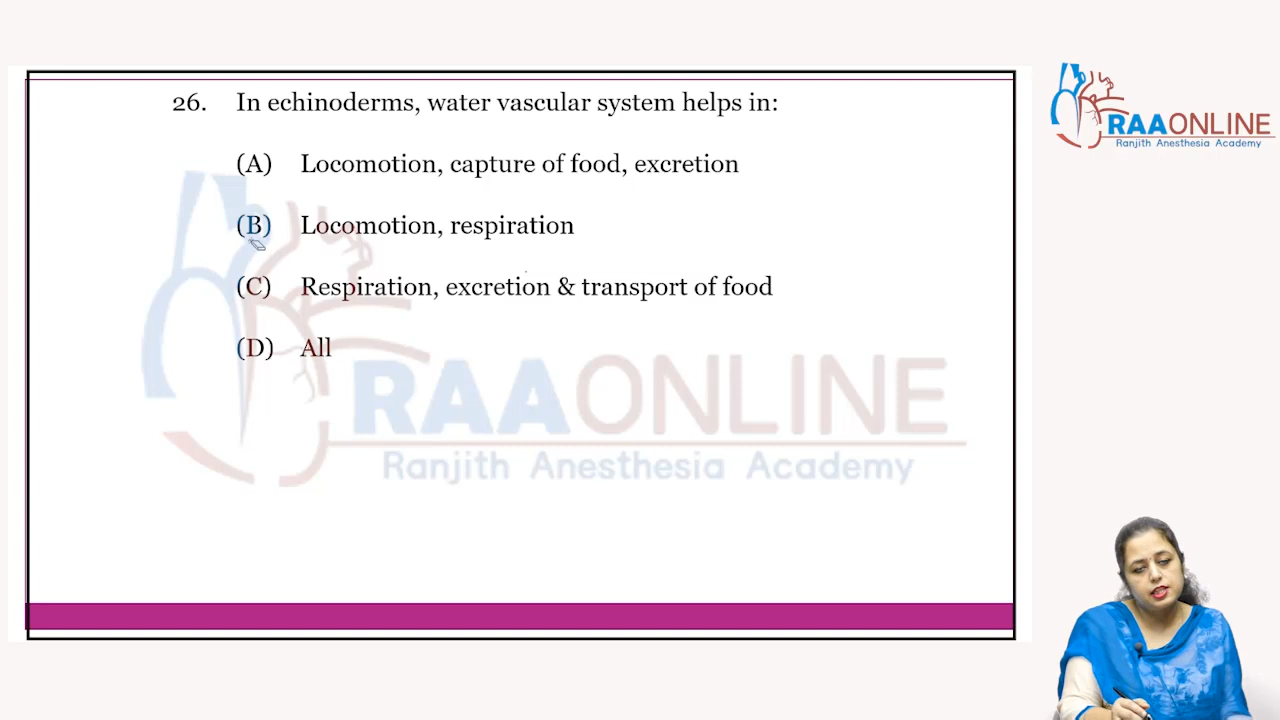 26. In echinoderms, water vascular system helps in:
(A) Locomotion, capture of food, excretion
(B) Locomotion, respiration
(C) Respiration, excretion & transport of food
(D) All
RAAONLINE
Ranjith Anesthesia Academy
RAAONLINE
Ranjith Anesthesia Academy